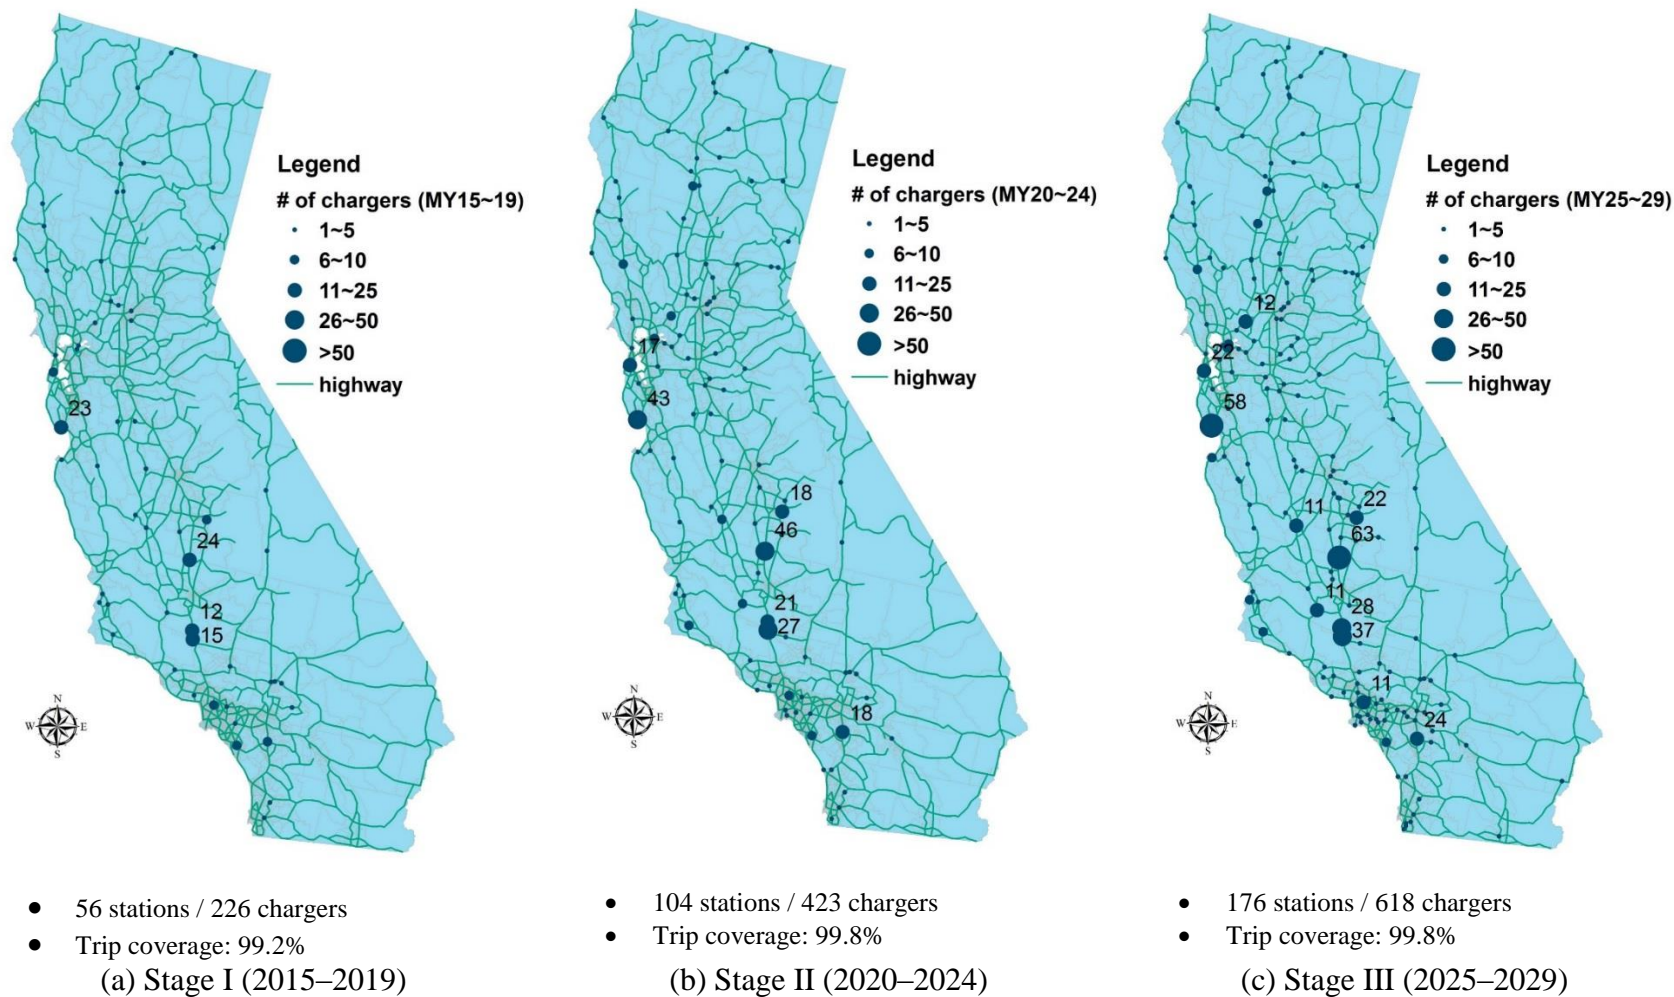 Legend
# of chargers (MY15~19)
1~5
6~10
11~25
26~50
>50
highway
23
24
12
15
N
W
E
S
56 stations / 226 chargers
Trip coverage: 99.2%
(a) Stage I (2015–2019)
Legend
# of chargers (MY20~24)
1~5
6~10
11~25
26~50
>50
highway
17
43
18
46
21
27
18
N
W
E
S
104 stations / 423 chargers
Trip coverage: 99.8%
(b) Stage II (2020–2024)
Legend
# of chargers (MY25~29)
1~5
6~10
11~25
26~50
>50
highway
12
22
58
11
22
63
11
28
37
11
24
N
W
E
S
176 stations / 618 chargers
Trip coverage: 99.8%
(c) Stage III (2025–2029)